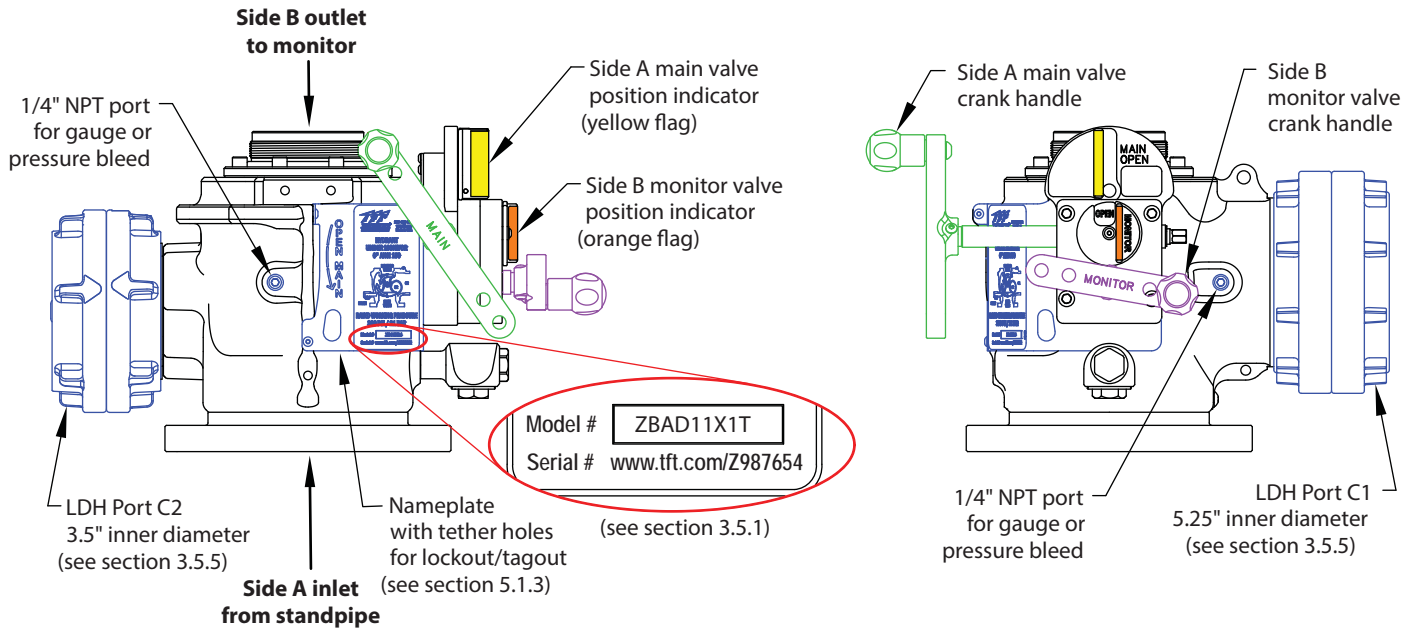 Side B outlet
to monitor
1/4" NPT port
for gauge or
pressure bleed
Side A main valve
position indicator
(yellow flag)
Side B monitor valve
position indicator
(orange flag)
OPEN MAIN
MAIN
Model # ZBAD11X1T
Serial # www.tft.com/Z987654
(see section 3.5.1)
LDH Port C2
3.5" inner diameter
(see section 3.5.5)
Nameplate
with tether holes
for lockout/tagout
(see section 5.1.3)
Side A inlet
from standpipe
Side A main valve
crank handle
Side B
monitor valve
crank handle
MAIN
OPEN
OPEN
MONITOR
MONITOR
1/4" NPT port
for gauge or
pressure bleed
LDH Port C1
5.25" inner diameter
(see section 3.5.5)